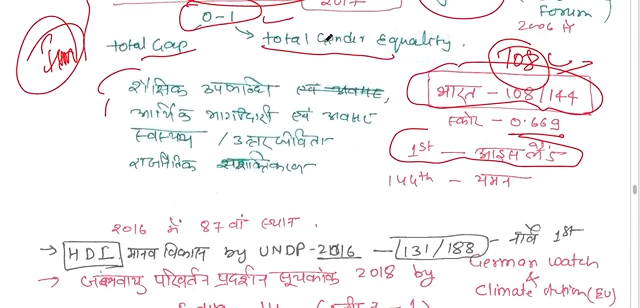 2017
0-1
Forum
2006 से
Imm
Total Gap
Total Gender Equality.
108
शैक्षिक उपलब्धि एवं अवसर,
भारत - 108/144
आर्थिक भागीदारी एवं अवसर
स्कोर - 0.669
स्वास्थ्य / उत्तरजीविता
1st - आइसलैंड
राजनैतिक सशक्तिकरण
144th - यमन
2016 में 87वां स्थान
→ HDI मानव विकास by UNDP-2016 - 131/188 - नार्वे 1st
→ जलवायु परिवर्तन प्रदर्शन सूचकांक 2018 by
German watch
&
Climate Action (EU)